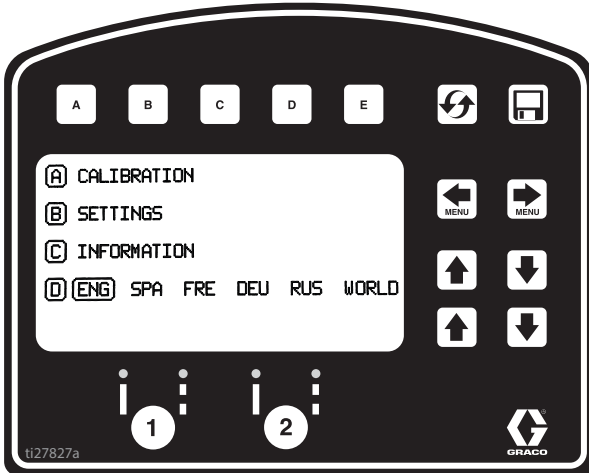 A B C D E
A CALIBRATION
MENU MENU
B SETTINGS
C INFORMATION
D ENG SPA FRE DEU RUS WORLD
1 2
ti27827a
GRACO